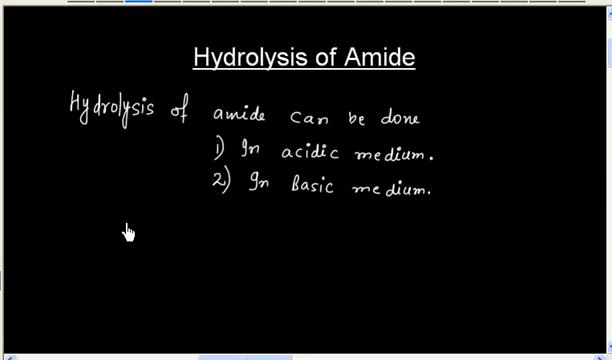 Hydrolysis of Amide
Hydrolysis of amide can be done
1) In acidic medium.
2) In Basic medium.